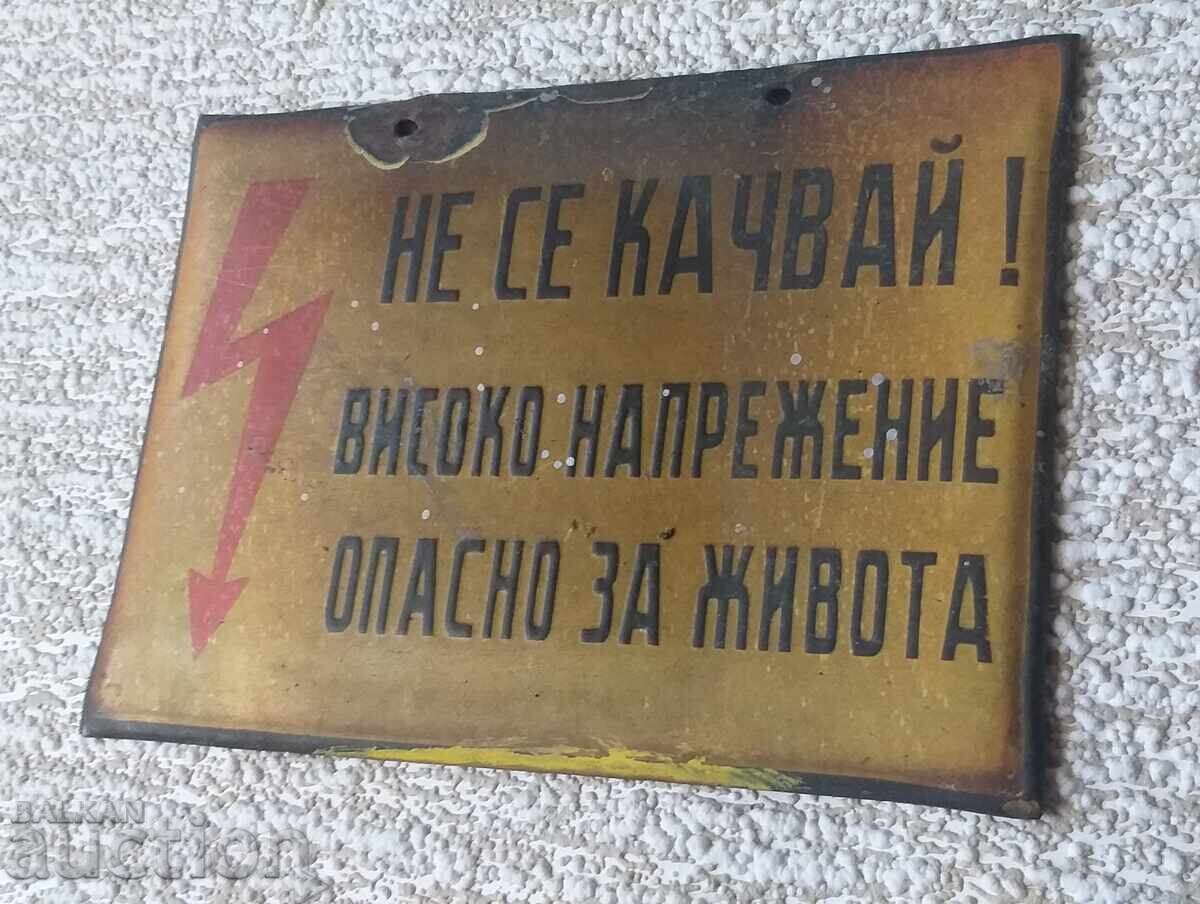 НЕ СЕ КАЧВАЙ !
ВИСОКО НАПРЕЖЕНИЕ
ОПАСНО ЗА ЖИВОТА
BALKAN
auction